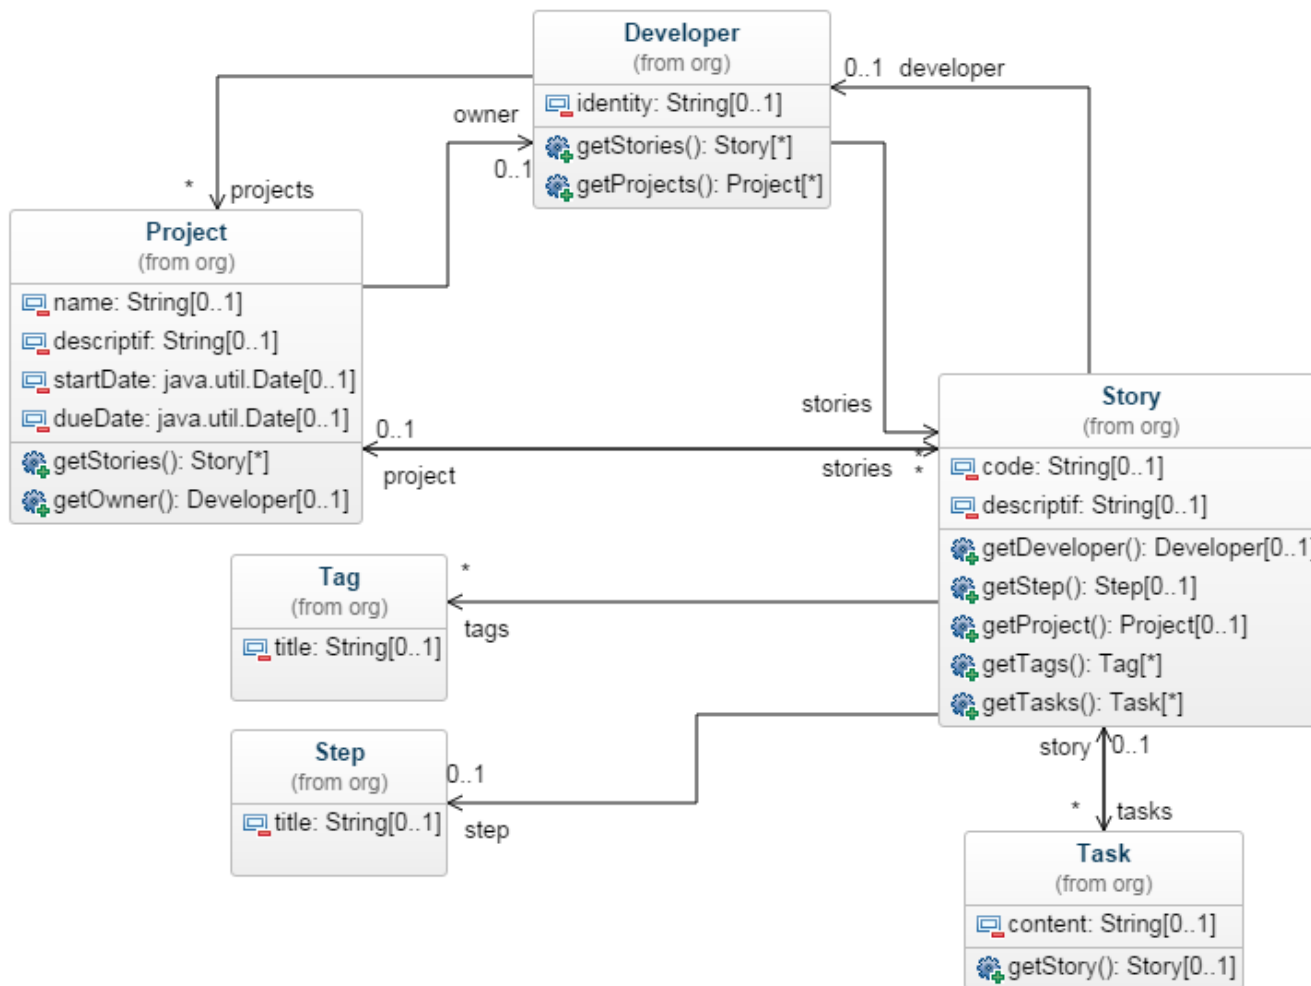 Developer
(from org)
identity: String[0..1]
getStories(): Story[*]
getProjects(): Project[*]
0..1 developer
owner
0..1
* projects
Project
(from org)
name: String[0..1]
descriptif: String[0..1]
startDate: java.util.Date[0..1]
dueDate: java.util.Date[0..1]
getStories(): Story[*]
getOwner(): Developer[0..1]
stories
*
0..1
project
stories
*
Story
(from org)
code: String[0..1]
descriptif: String[0..1]
getDeveloper(): Developer[0..1]
getStep(): Step[0..1]
getProject(): Project[0..1]
getTags(): Tag[*]
getTasks(): Task[*]
Tag
(from org)
title: String[0..1]
*
tags
Step
(from org)
title: String[0..1]
0..1
step
story 0..1
* tasks
Task
(from org)
content: String[0..1]
getStory(): Story[0..1]